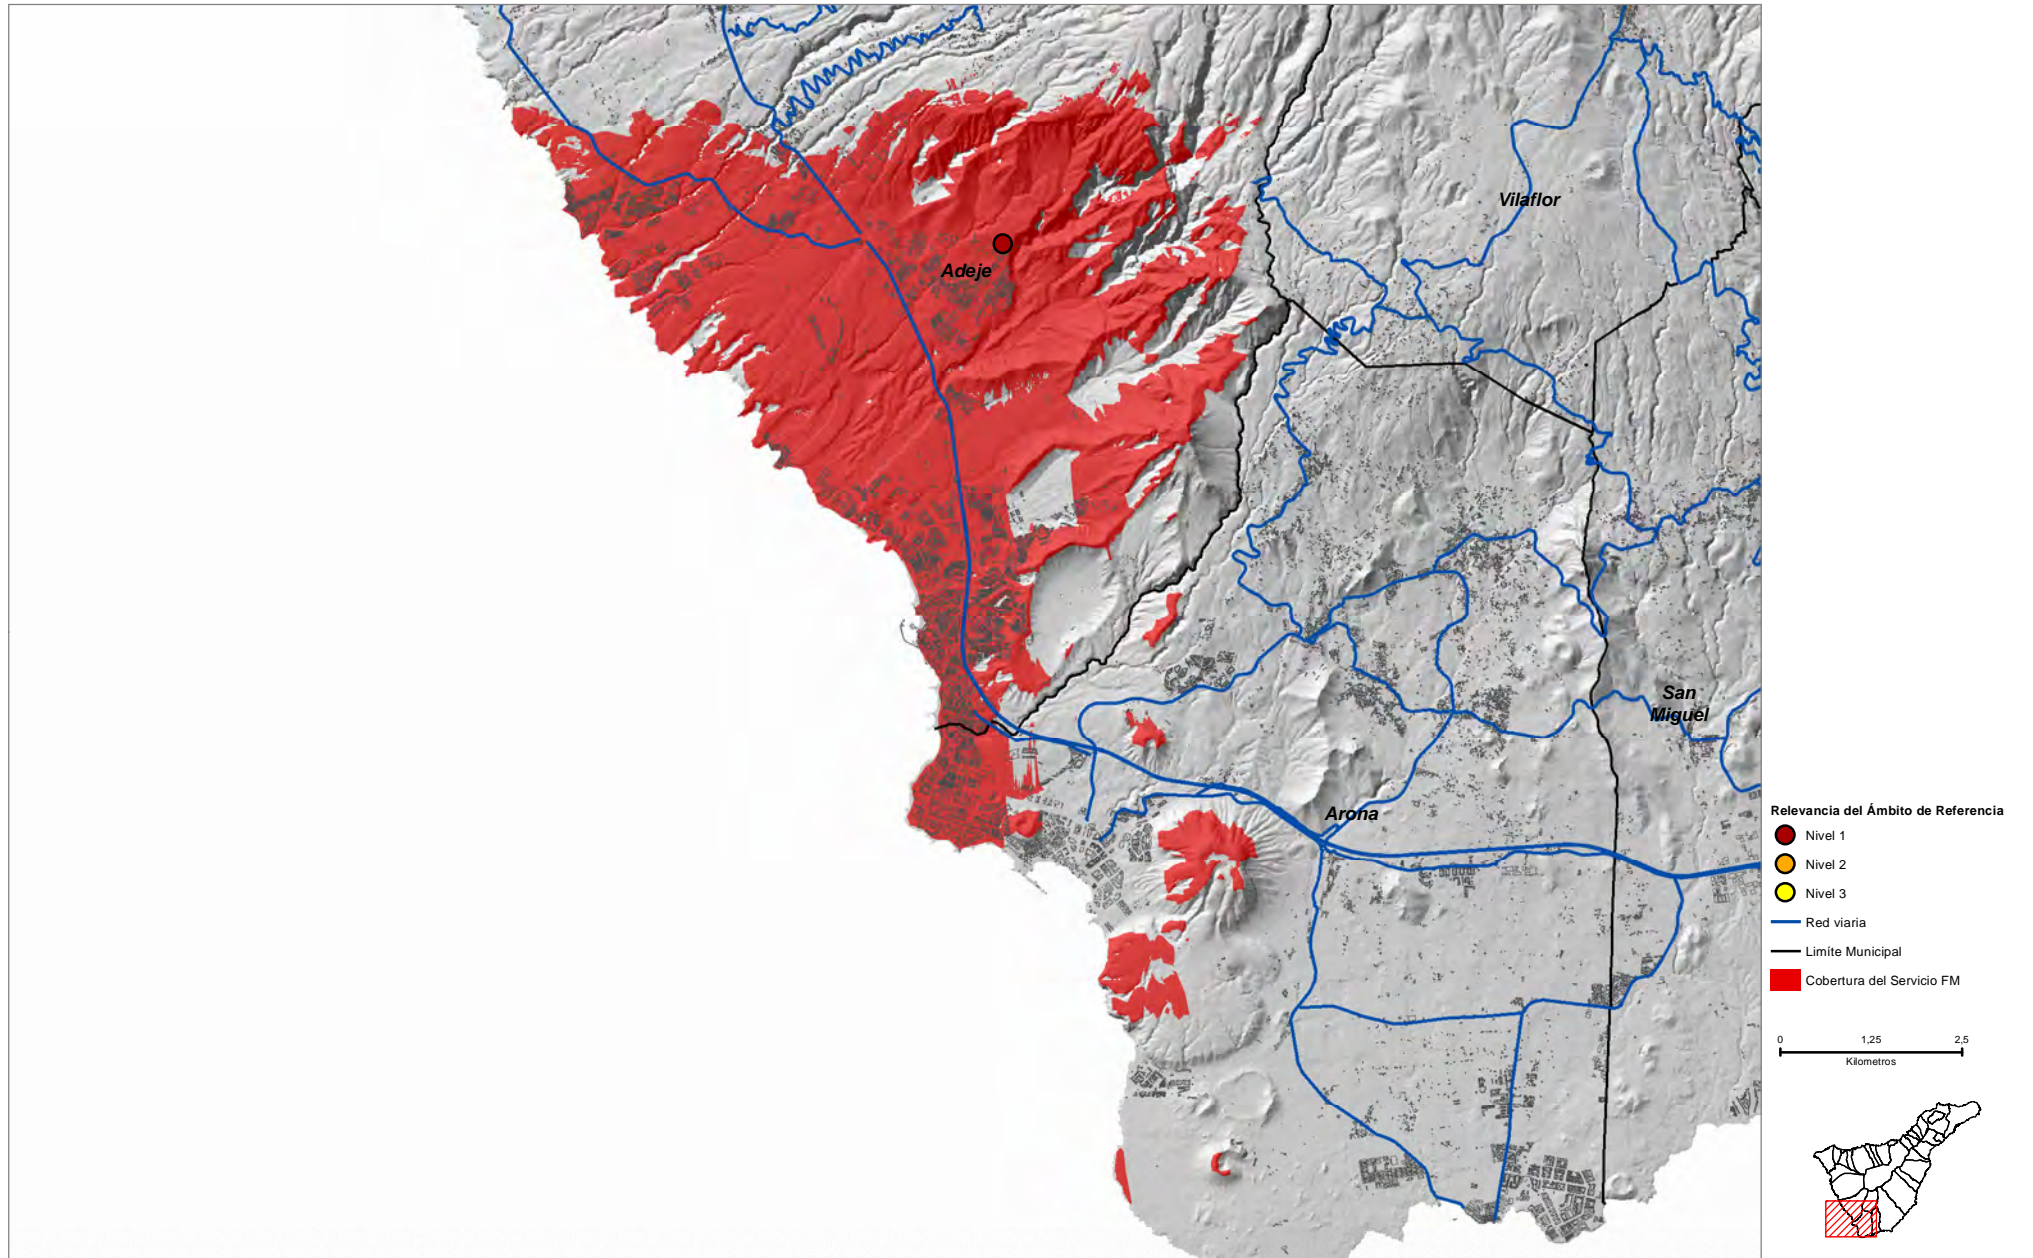 Vilaflor
Adeje
San
Miguel
Arona
Relevancia del Ámbito de Referencia
Nivel 1
Nivel 2
Nivel 3
Red viaria
Limíte Municipal
Cobertura del Servicio FM
0 1,25 2,5
Kilometros